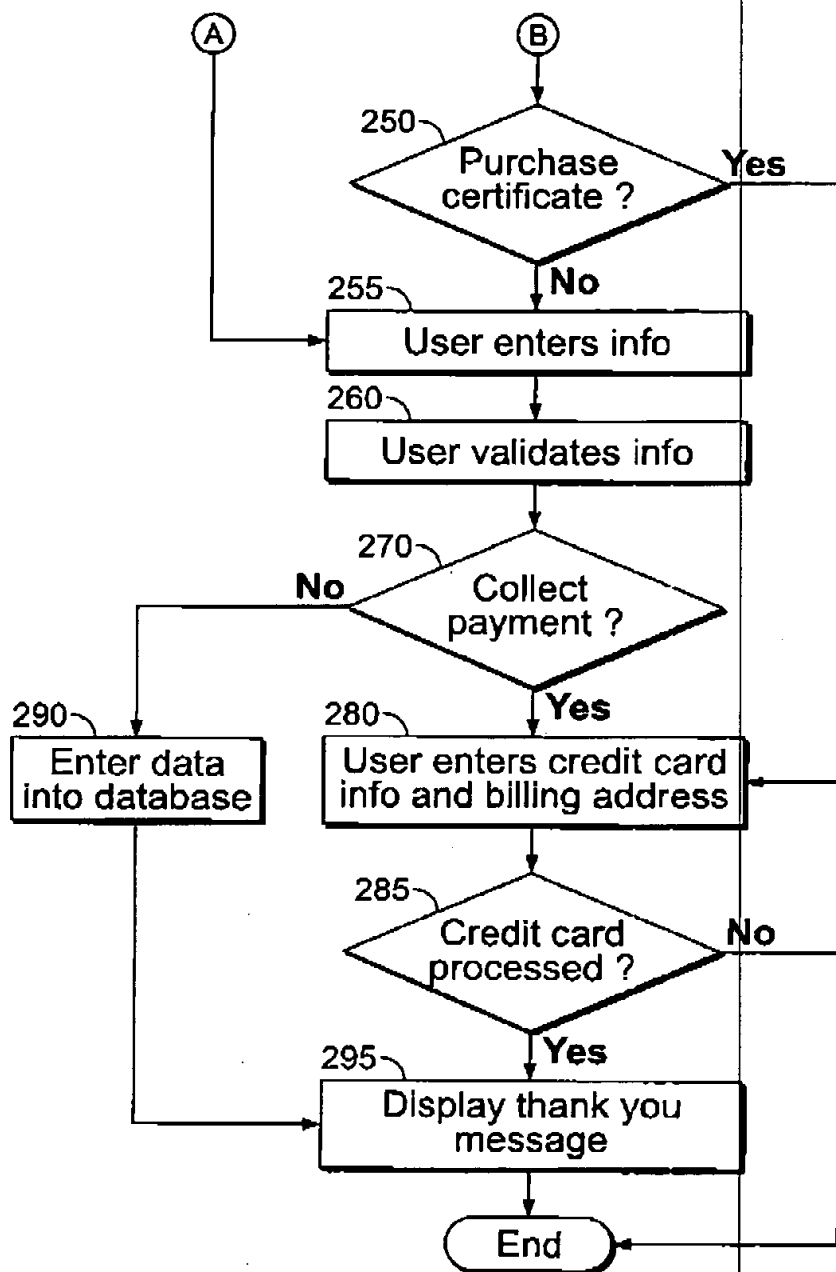 A
B
250
Purchase
certificate ?
Yes
No
255
User enters info
260
User validates info
270
Collect
payment ?
No
Yes
290
Enter data
into database
280
User enters credit card
info and billing address
285
Credit card
processed ?
No
Yes
295
Display thank you
message
End